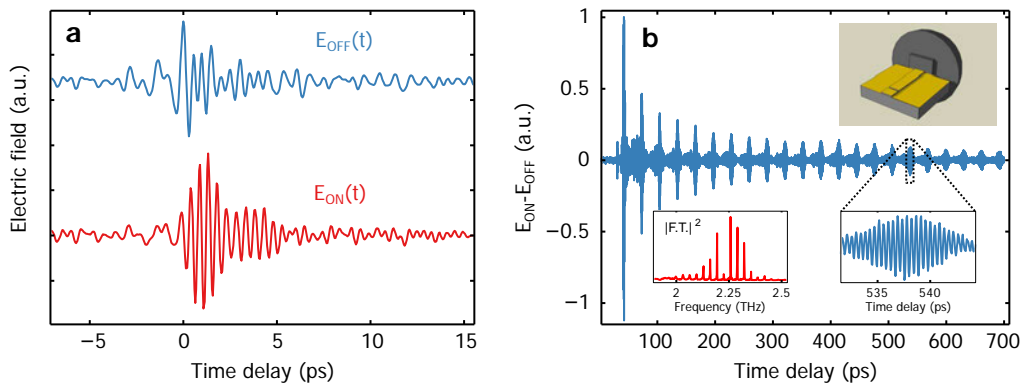 a
E_OFF(t)
E_ON(t)
Electric field (a.u.)
−5 0 5 10 15
Time delay (ps)
b
E_ON-E_OFF (a.u.)
1
0.5
0
−0.5
−1
|F.T.|²
2 2.25 2.5
Frequency (THz)
535 540
Time delay (ps)
100 200 300 400 500 600 700
Time delay (ps)